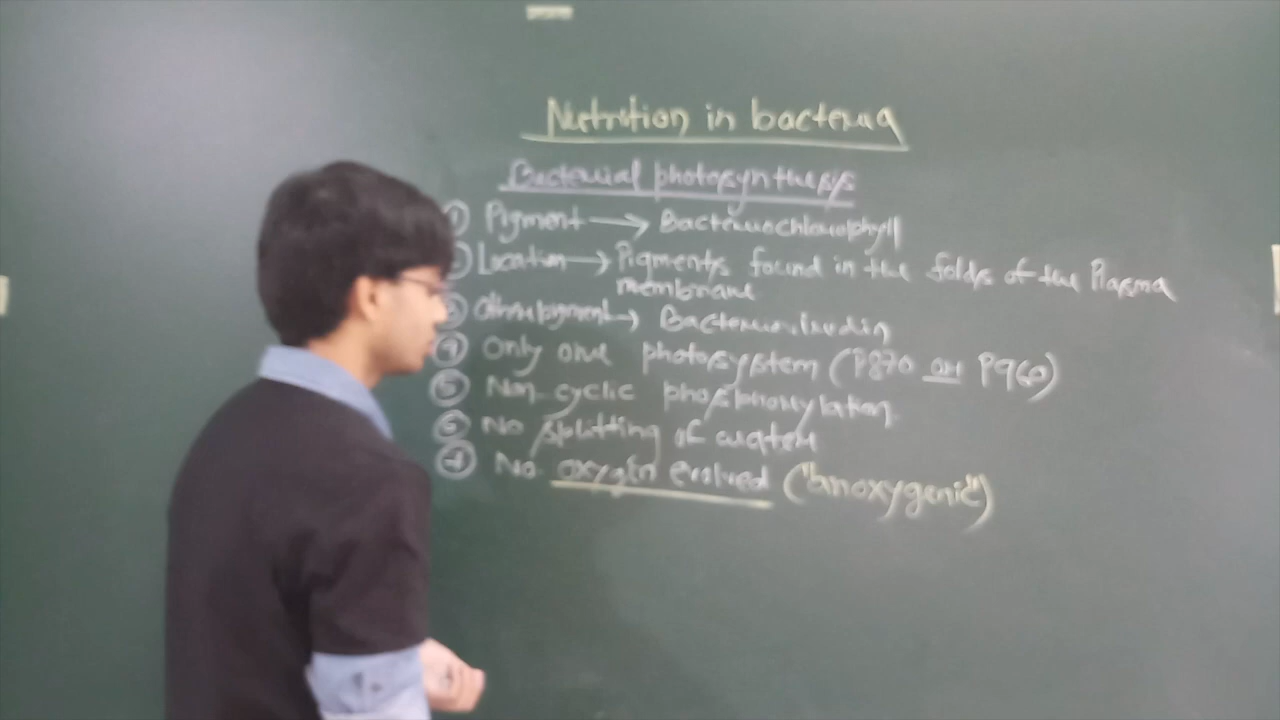 Nutrition in bacteria
Bacterial photosynthesis
① Pigment → Bacteriochlorophyll
② Location → Pigments found in the folds of the Plasma
membrane
③ Other pigment →
④ Only one photosystem (P870 or P960)
⑤ Non cyclic phosphorylation
⑥ No splitting of water
⑦ No oxygen evolved ("anoxygenic")